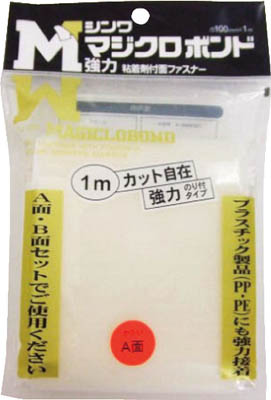 シンワ
マジクロボンド
強力 粘着剤付面ファスナー
巾100mm×1m
MAGICLOBOND
1m カット自在
強力 のり付タイプ
A面・B面セットでご使用ください
プラスチック製品(PP・PE)にも強力接着
A面